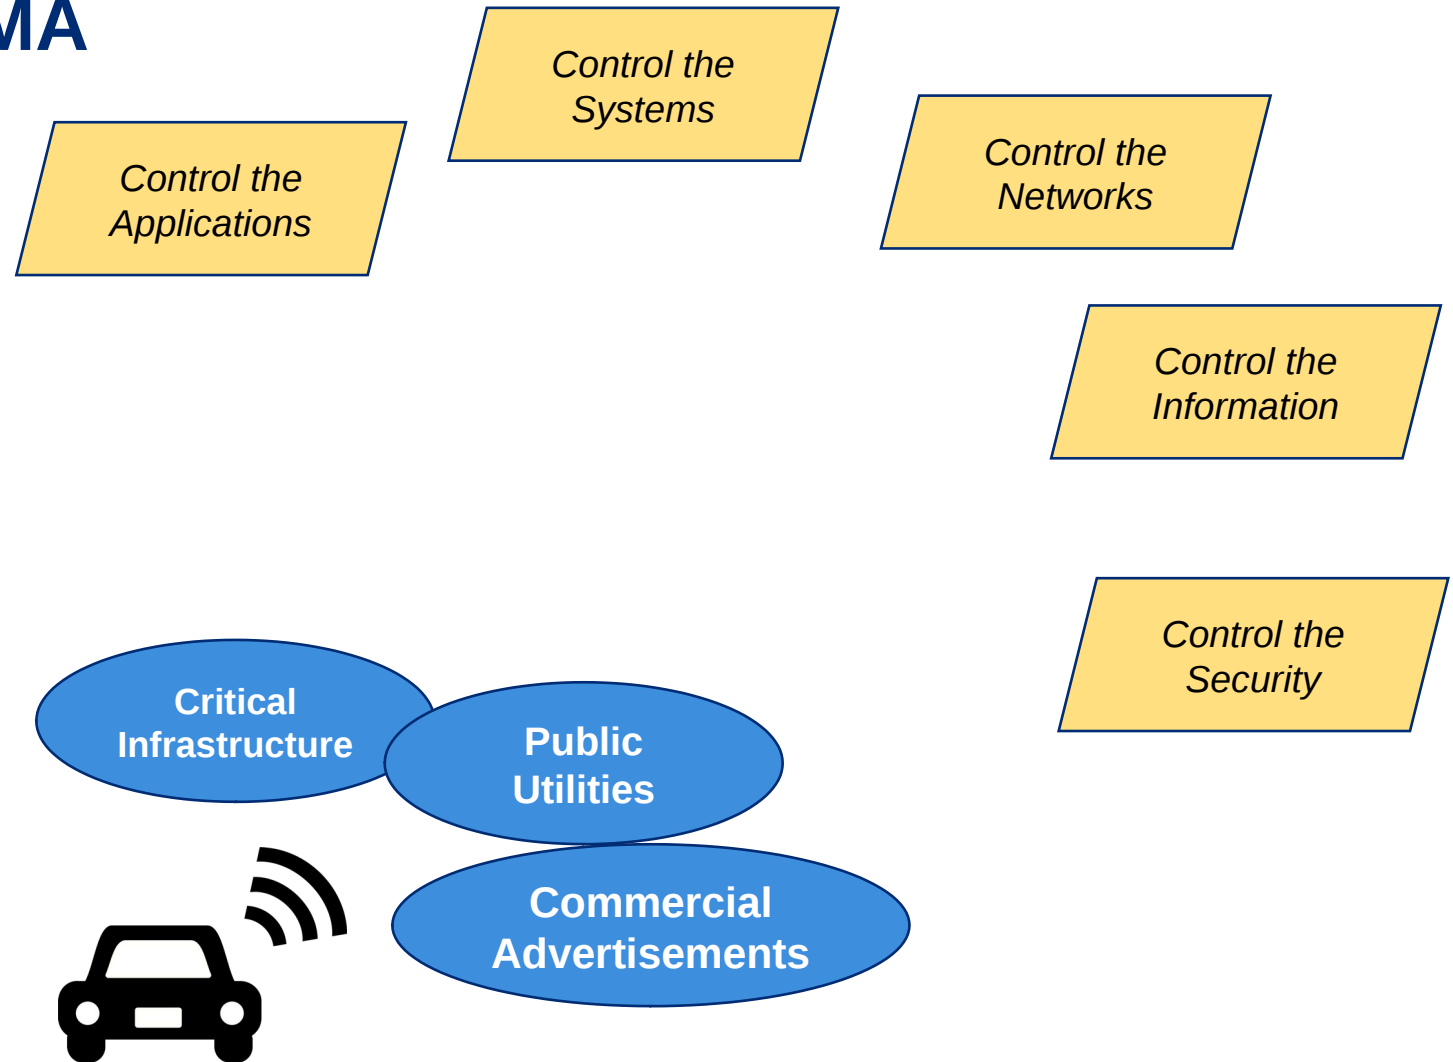 MA
Control the
Systems
Control the
Networks
Control the
Applications
Control the
Information
Control the
Security
Critical
Infrastructure
Public
Utilities
Commercial
Advertisements